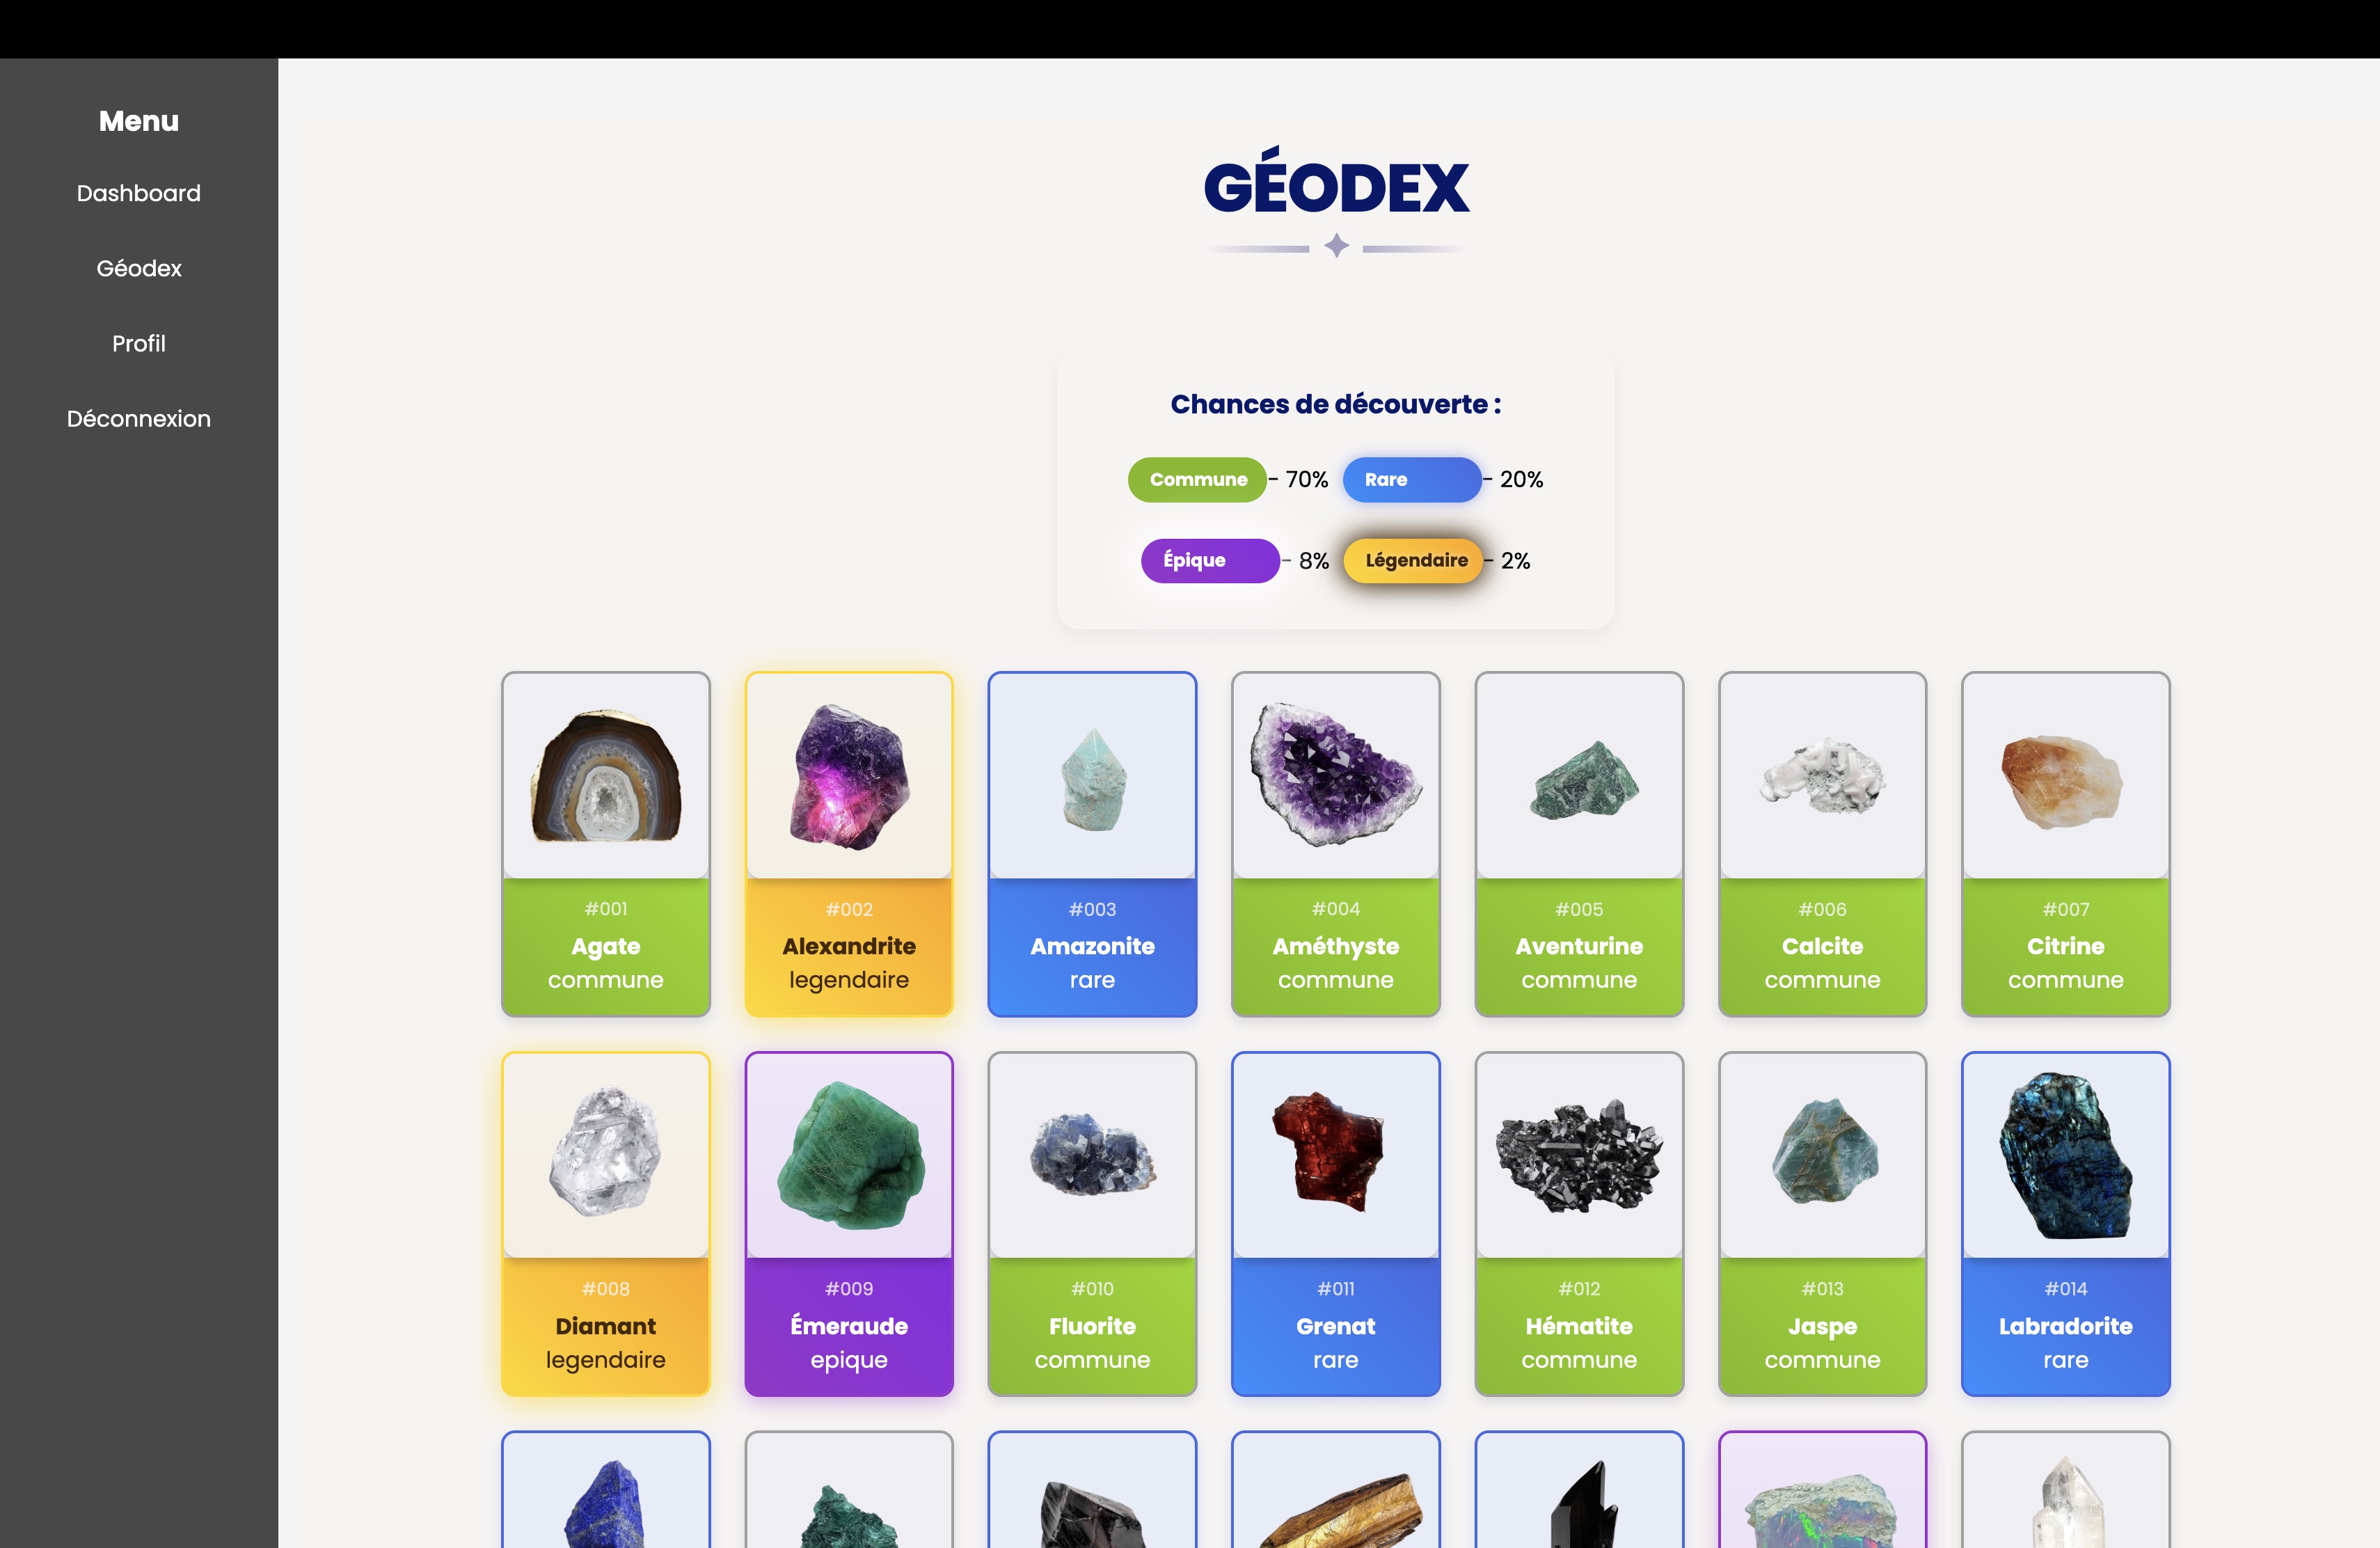 Menu
Dashboard
Géodex
Profil
Déconnexion
GÉODEX
Chances de découverte :
Commune - 70% Rare - 20%
Épique - 8% Légendaire - 2%
#001 #002 #003 #004 #005 #006 #007
Agate Alexandrite Amazonite Améthyste Aventurine Calcite Citrine
commune legendaire rare commune commune commune commune
#008 #009 #010 #011 #012 #013 #014
Diamant Émeraude Fluorite Grenat Hématite Jaspe Labradorite
legendaire epique commune rare commune commune rare